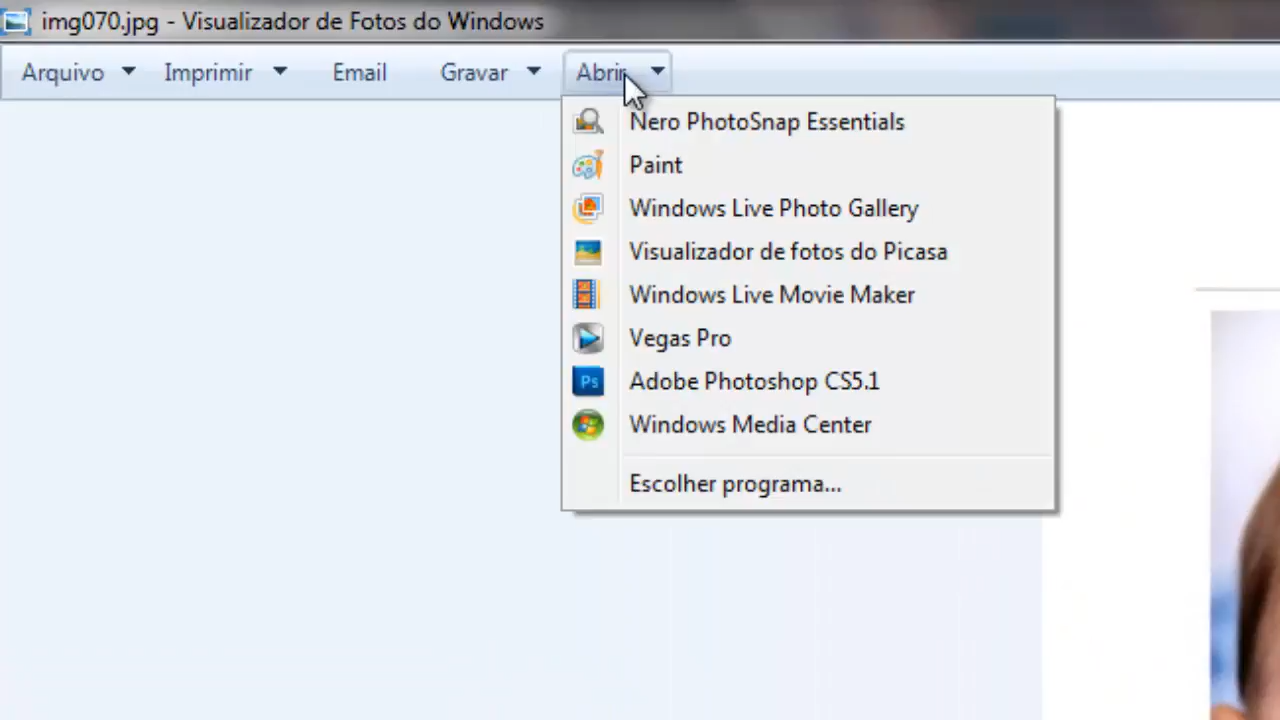 img070.jpg - Visualizador de Fotos do Windows
Arquivo Imprimir Email Gravar Abrir
Nero PhotoSnap Essentials
Paint
Windows Live Photo Gallery
Visualizador de fotos do Picasa
Windows Live Movie Maker
Vegas Pro
Ps Adobe Photoshop CS5.1
Windows Media Center
Escolher programa...